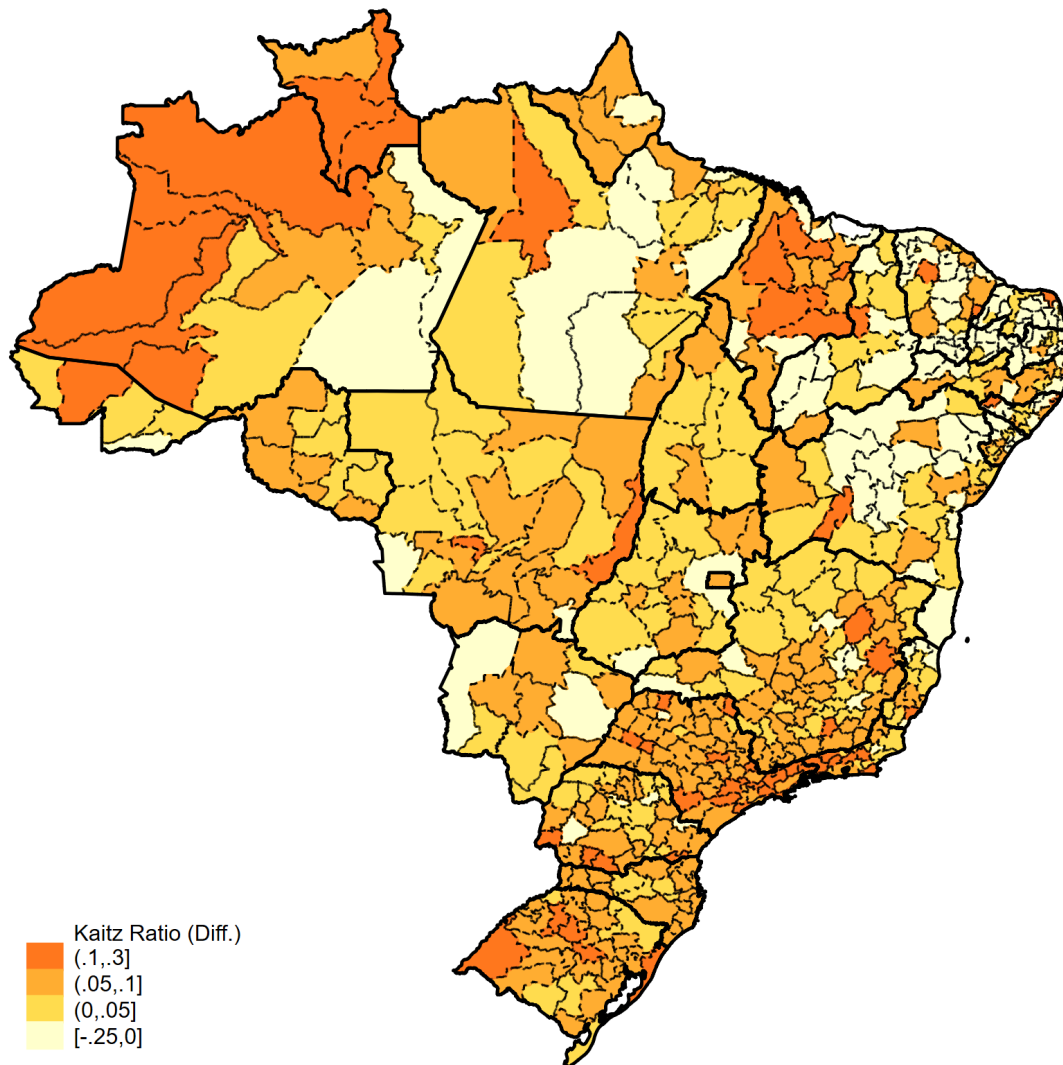 Kaitz Ratio (Diff.)
(.1,.3]
(.05,.1]
(0,.05]
[-.25,0]